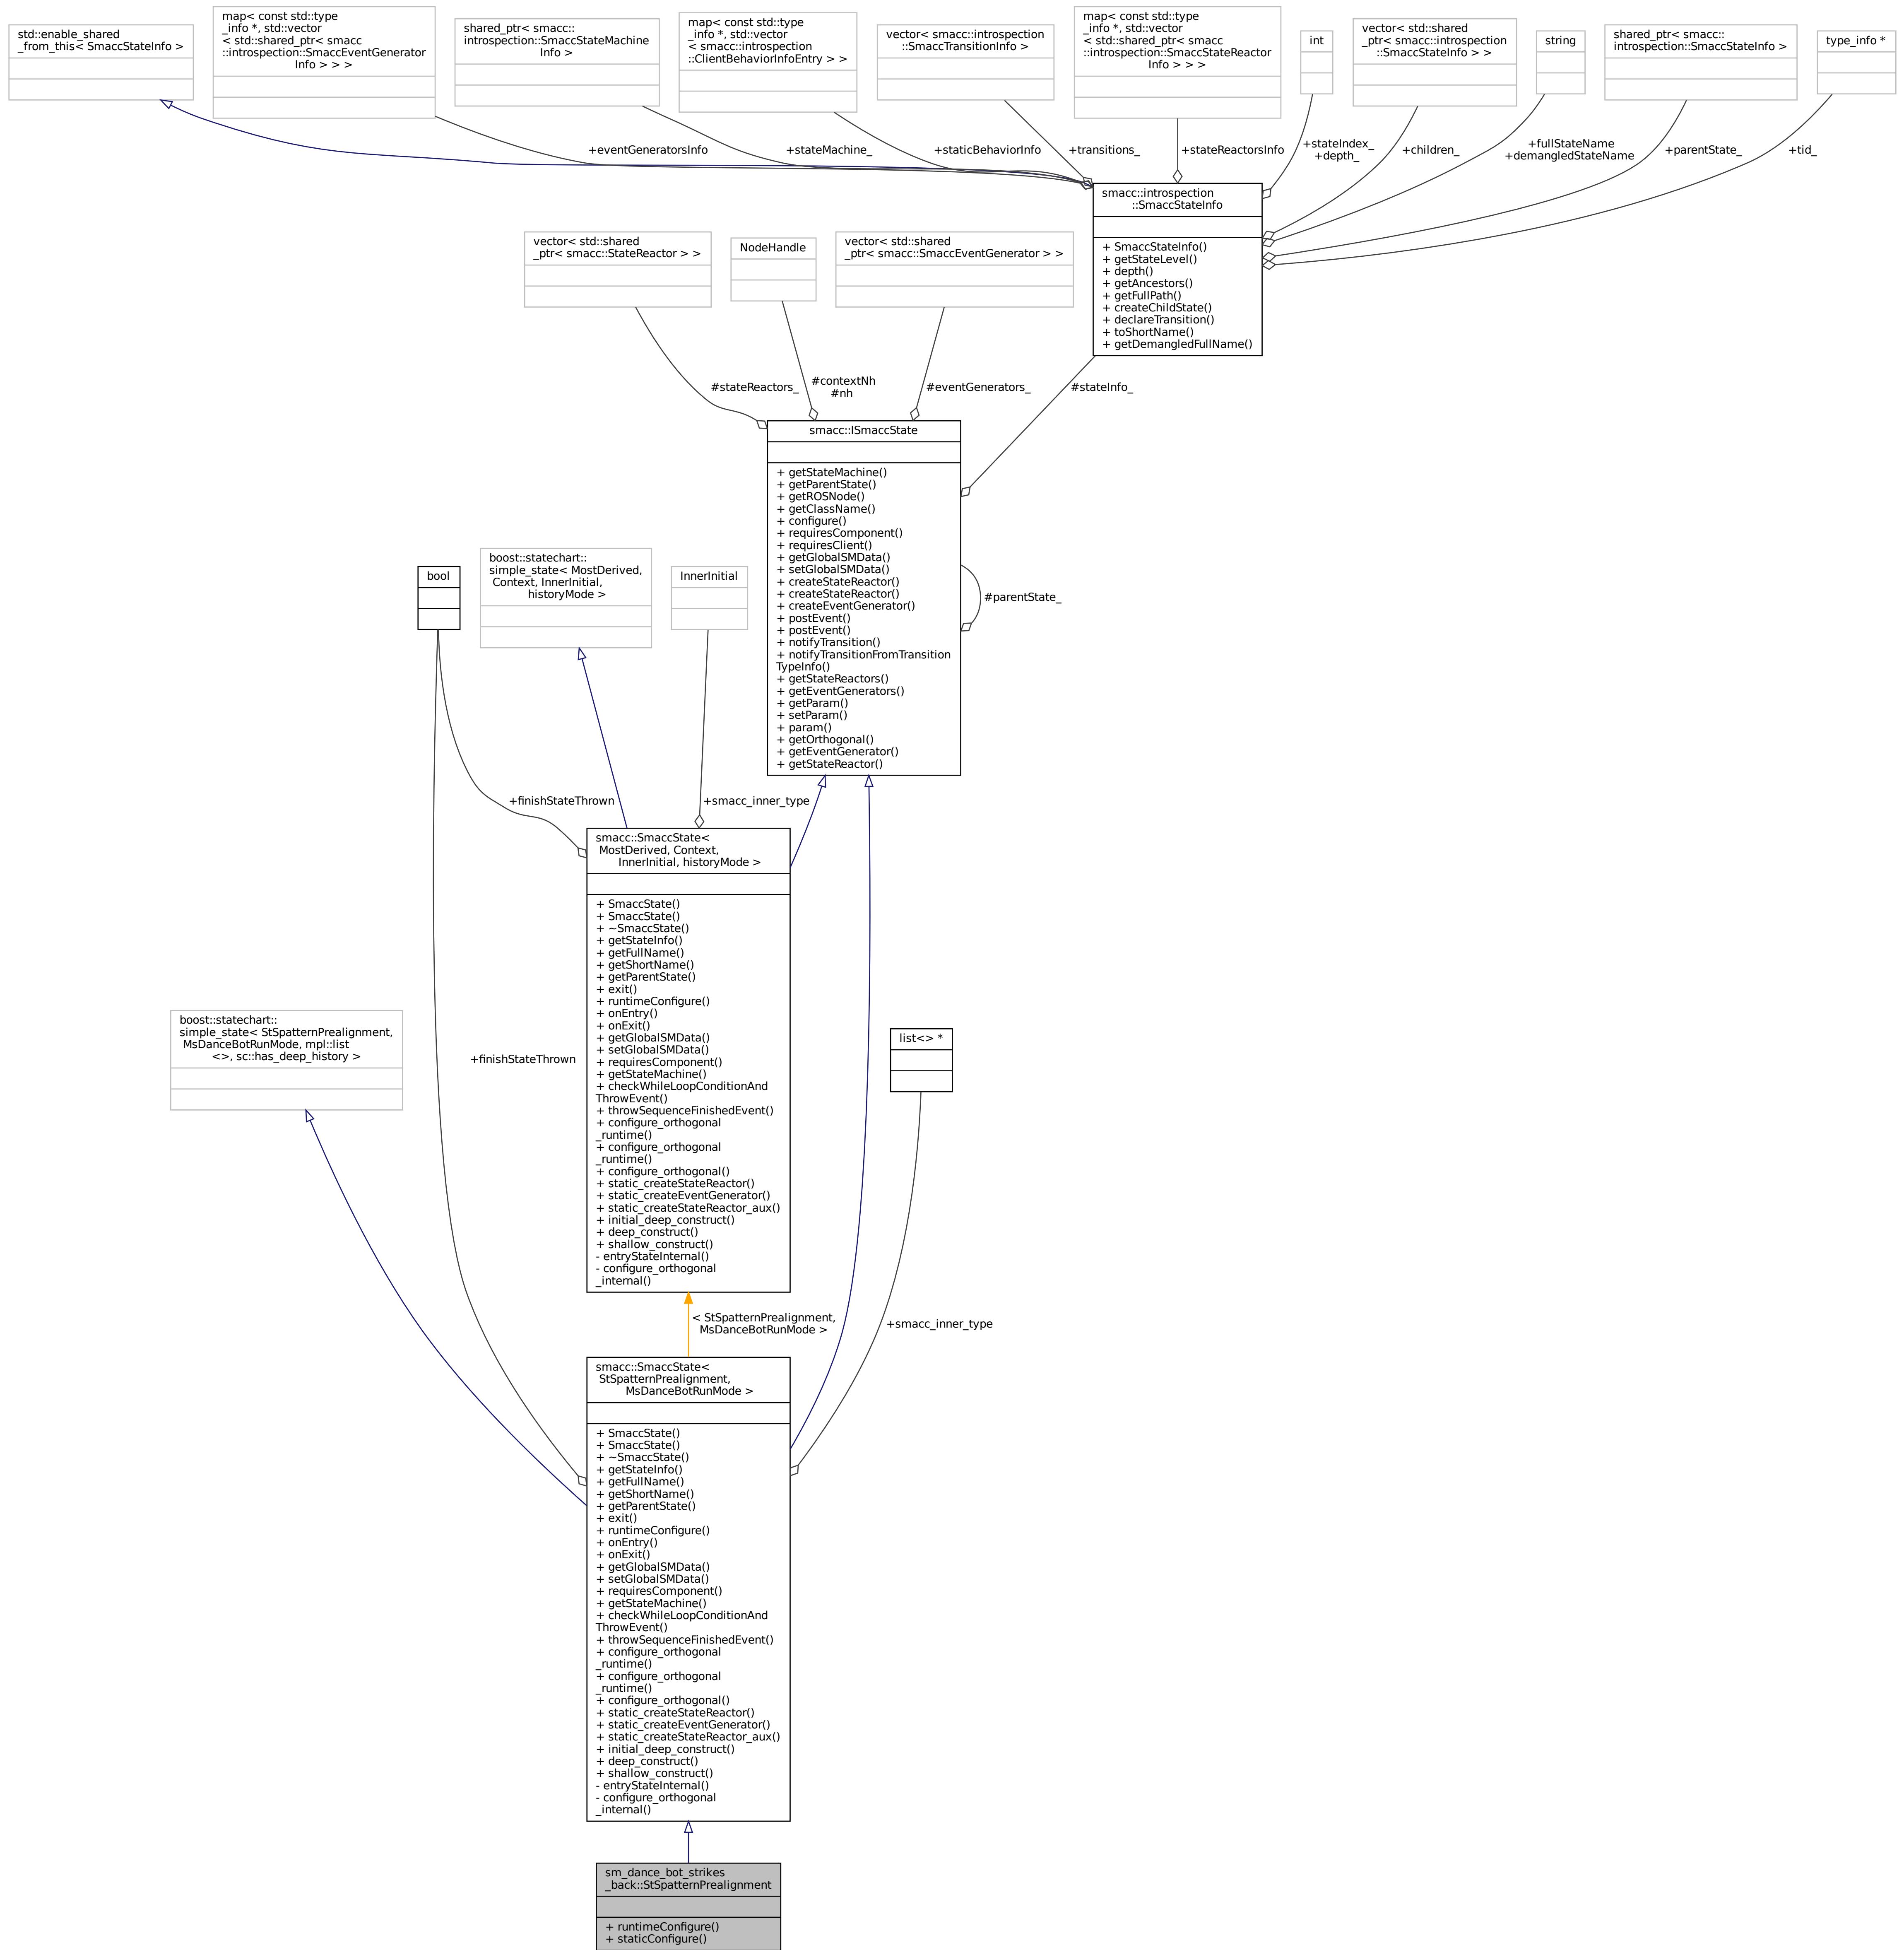 std::enable_shared
_from_this< SmaccStateInfo >
map< const std::type
_info *, std::vector
< std::shared_ptr< smacc
::introspection::SmaccEventGenerator
Info > > >
shared_ptr< smacc::
introspection::SmaccStateMachine
Info >
map< const std::type
_info *, std::vector
< smacc::introspection
::ClientBehaviorInfoEntry > >
vector< smacc::introspection
::SmaccTransitionInfo >
map< const std::type
_info *, std::vector
< std::shared_ptr< smacc
::introspection::SmaccStateReactor
Info > > >
int
vector< std::shared
_ptr< smacc::introspection
::SmaccStateInfo > >
string
shared_ptr< smacc::
introspection::SmaccStateInfo >
type_info *
+eventGeneratorsInfo
+stateMachine_
+staticBehaviorInfo
+transitions_
+stateReactorsInfo
+stateIndex_
+depth_
+children_
+fullStateName
+demangledStateName
+parentState_
+tid_
smacc::introspection
::SmaccStateInfo
+ SmaccStateInfo()
+ getStateLevel()
+ depth()
+ getAncestors()
+ getFullPath()
+ createChildState()
+ declareTransition()
+ toShortName()
+ getDemangledFullName()
vector< std::shared
_ptr< smacc::StateReactor > >
NodeHandle
vector< std::shared
_ptr< smacc::SmaccEventGenerator > >
#stateReactors_
#contextNh
#nh
#eventGenerators_
#stateInfo_
smacc::ISmaccState
+ getStateMachine()
+ getParentState()
+ getROSNode()
+ getClassName()
+ configure()
+ requiresComponent()
+ requiresClient()
+ getGlobalSMData()
+ setGlobalSMData()
+ createStateReactor()
+ createStateReactor()
+ createEventGenerator()
+ postEvent()
+ postEvent()
+ notifyTransition()
+ notifyTransitionFromTransition
TypeInfo()
+ getStateReactors()
+ getEventGenerators()
+ getParam()
+ setParam()
+ param()
+ getOrthogonal()
+ getEventGenerator()
+ getStateReactor()
#parentState_
bool
boost::statechart::
simple_state< MostDerived,
Context, InnerInitial,
historyMode >
InnerInitial
+finishStateThrown
+smacc_inner_type
smacc::SmaccState<
MostDerived, Context,
InnerInitial, historyMode >
+ SmaccState()
+ SmaccState()
+ ~SmaccState()
+ getStateInfo()
+ getFullName()
+ getShortName()
+ getParentState()
+ exit()
+ runtimeConfigure()
+ onEntry()
+ onExit()
+ getGlobalSMData()
+ setGlobalSMData()
+ requiresComponent()
+ getStateMachine()
+ checkWhileLoopConditionAnd
ThrowEvent()
+ throwSequenceFinishedEvent()
+ configure_orthogonal
_runtime()
+ configure_orthogonal
_runtime()
+ configure_orthogonal()
+ static_createStateReactor()
+ static_createEventGenerator()
+ static_createStateReactor_aux()
+ initial_deep_construct()
+ deep_construct()
+ shallow_construct()
- entryStateInternal()
- configure_orthogonal
_internal()
boost::statechart::
simple_state< StSpatternPrealignment,
MsDanceBotRunMode, mpl::list
<>, sc::has_deep_history >
+finishStateThrown
list<> *
< StSpatternPrealignment,
MsDanceBotRunMode >
+smacc_inner_type
smacc::SmaccState<
StSpatternPrealignment,
MsDanceBotRunMode >
+ SmaccState()
+ SmaccState()
+ ~SmaccState()
+ getStateInfo()
+ getFullName()
+ getShortName()
+ getParentState()
+ exit()
+ runtimeConfigure()
+ onEntry()
+ onExit()
+ getGlobalSMData()
+ setGlobalSMData()
+ requiresComponent()
+ getStateMachine()
+ checkWhileLoopConditionAnd
ThrowEvent()
+ throwSequenceFinishedEvent()
+ configure_orthogonal
_runtime()
+ configure_orthogonal
_runtime()
+ configure_orthogonal()
+ static_createStateReactor()
+ static_createEventGenerator()
+ static_createStateReactor_aux()
+ initial_deep_construct()
+ deep_construct()
+ shallow_construct()
- entryStateInternal()
- configure_orthogonal
_internal()
sm_dance_bot_strikes
_back::StSpatternPrealignment
+ runtimeConfigure()
+ staticConfigure()